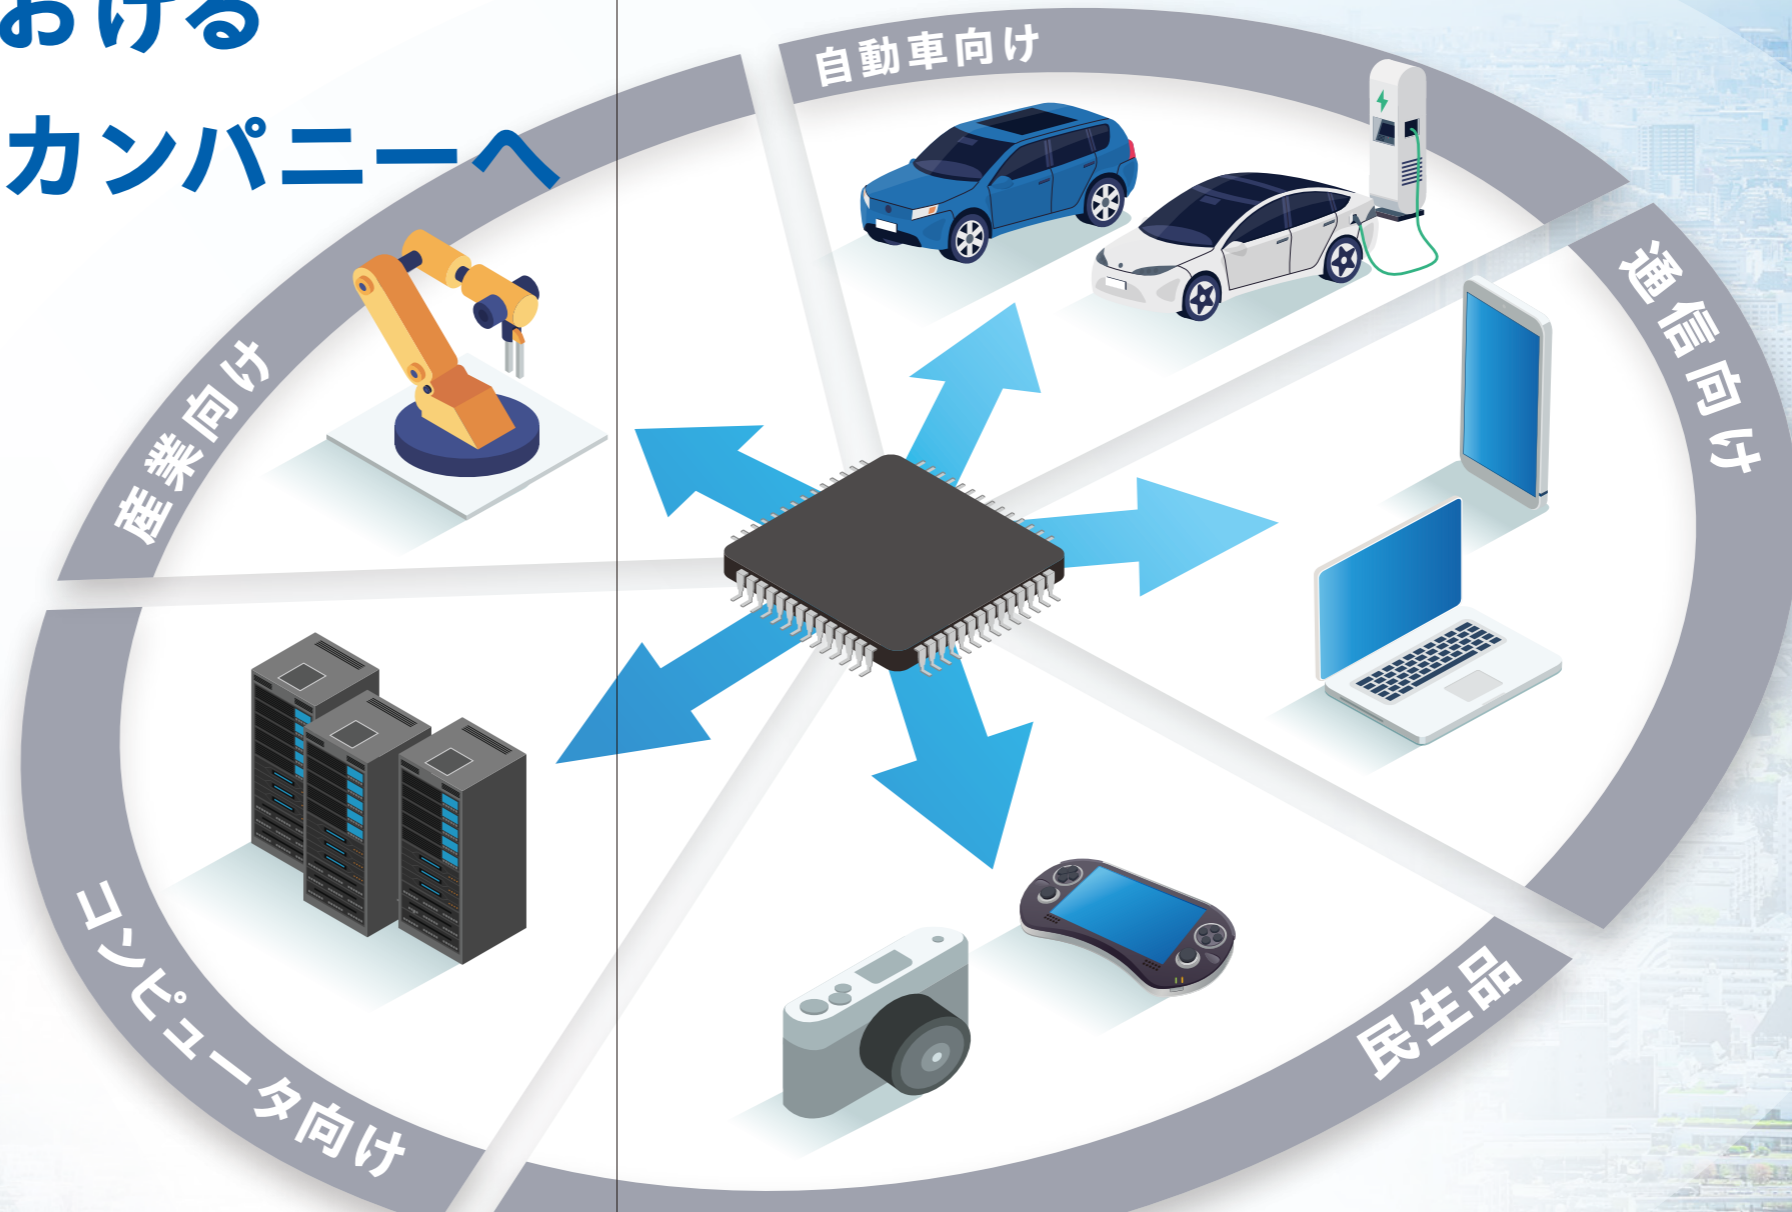 おける
カンパニーへ
自動車向け
通信向け
産業向け
コンピュータ向け
民生品